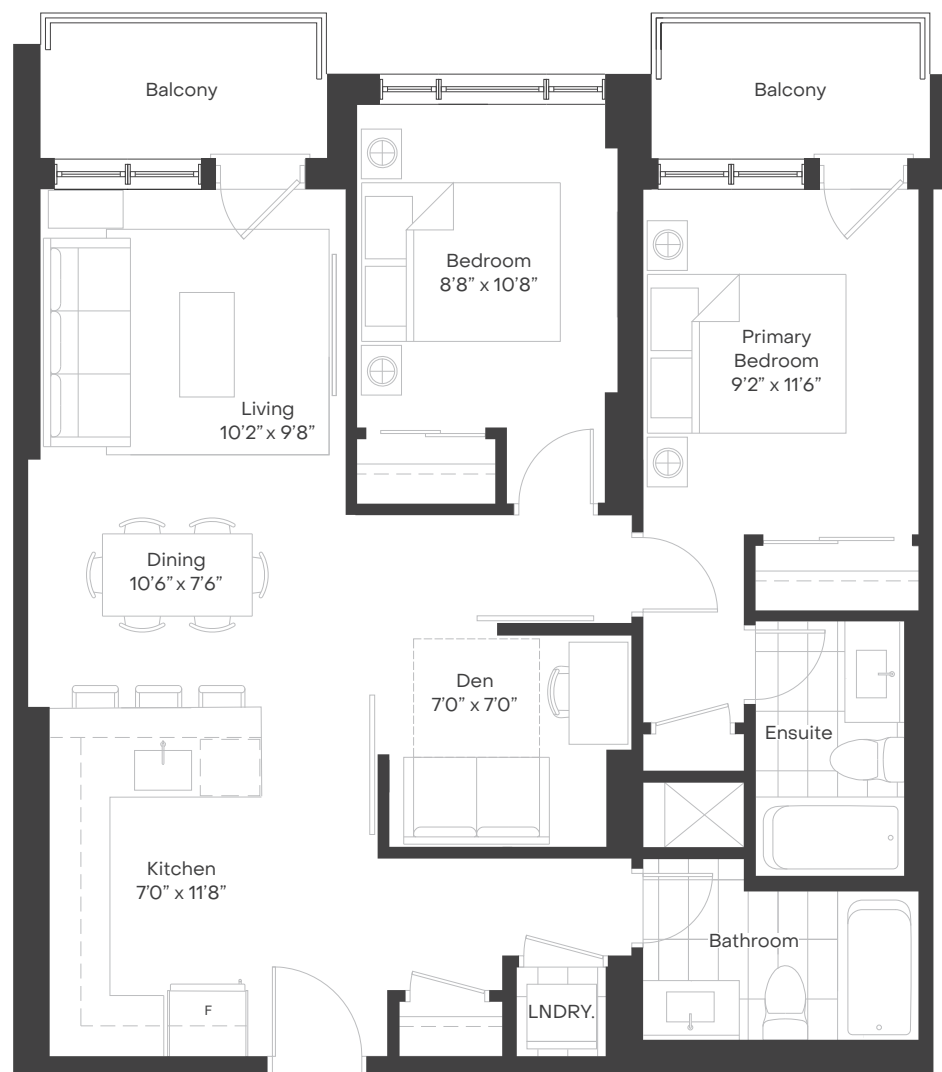 Balcony
Balcony
Bedroom
8’8” x 10’8”
Primary
Bedroom
9’2” x 11’6”
Living
10’2” x 9’8”
Dining
10’6” x 7’6”
Den
7’0” x 7’0”
Ensuite
Kitchen
7’0” x 11’8”
Bathroom
F
LNDRY.